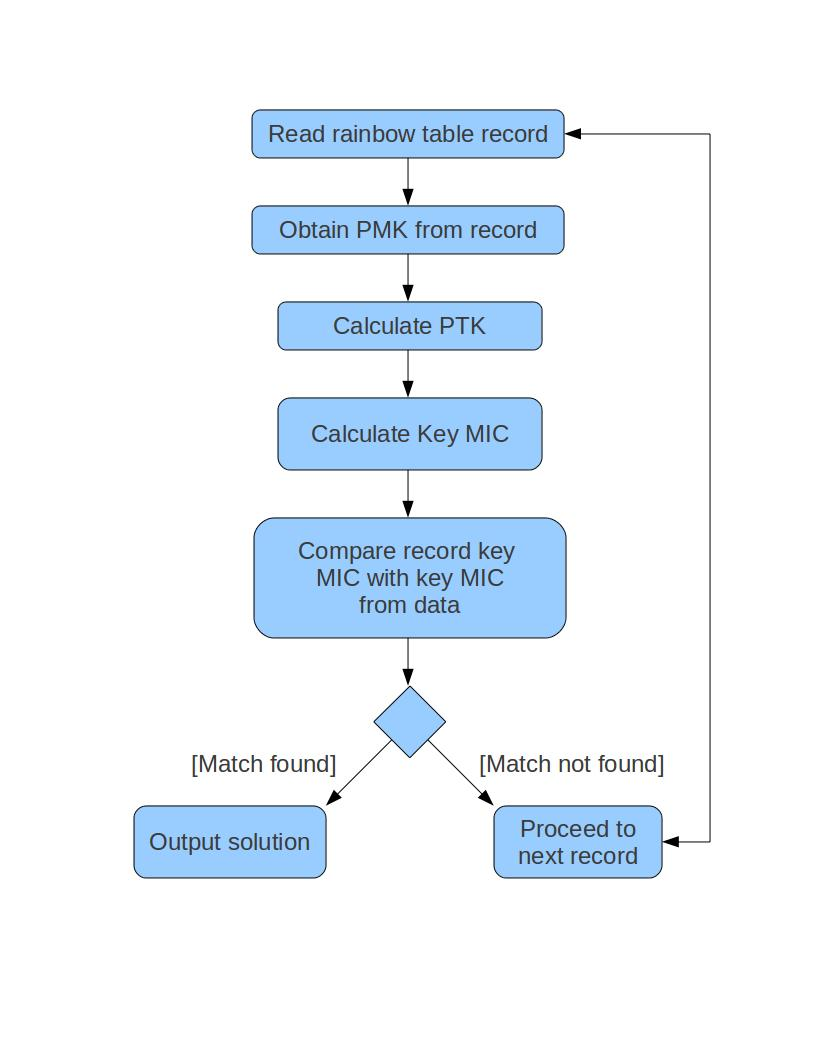 Read rainbow table record
Obtain PMK from record
Calculate PTK
Calculate Key MIC
Compare record key
MIC with key MIC
from data
[Match found]
[Match not found]
Output solution
Proceed to
next record